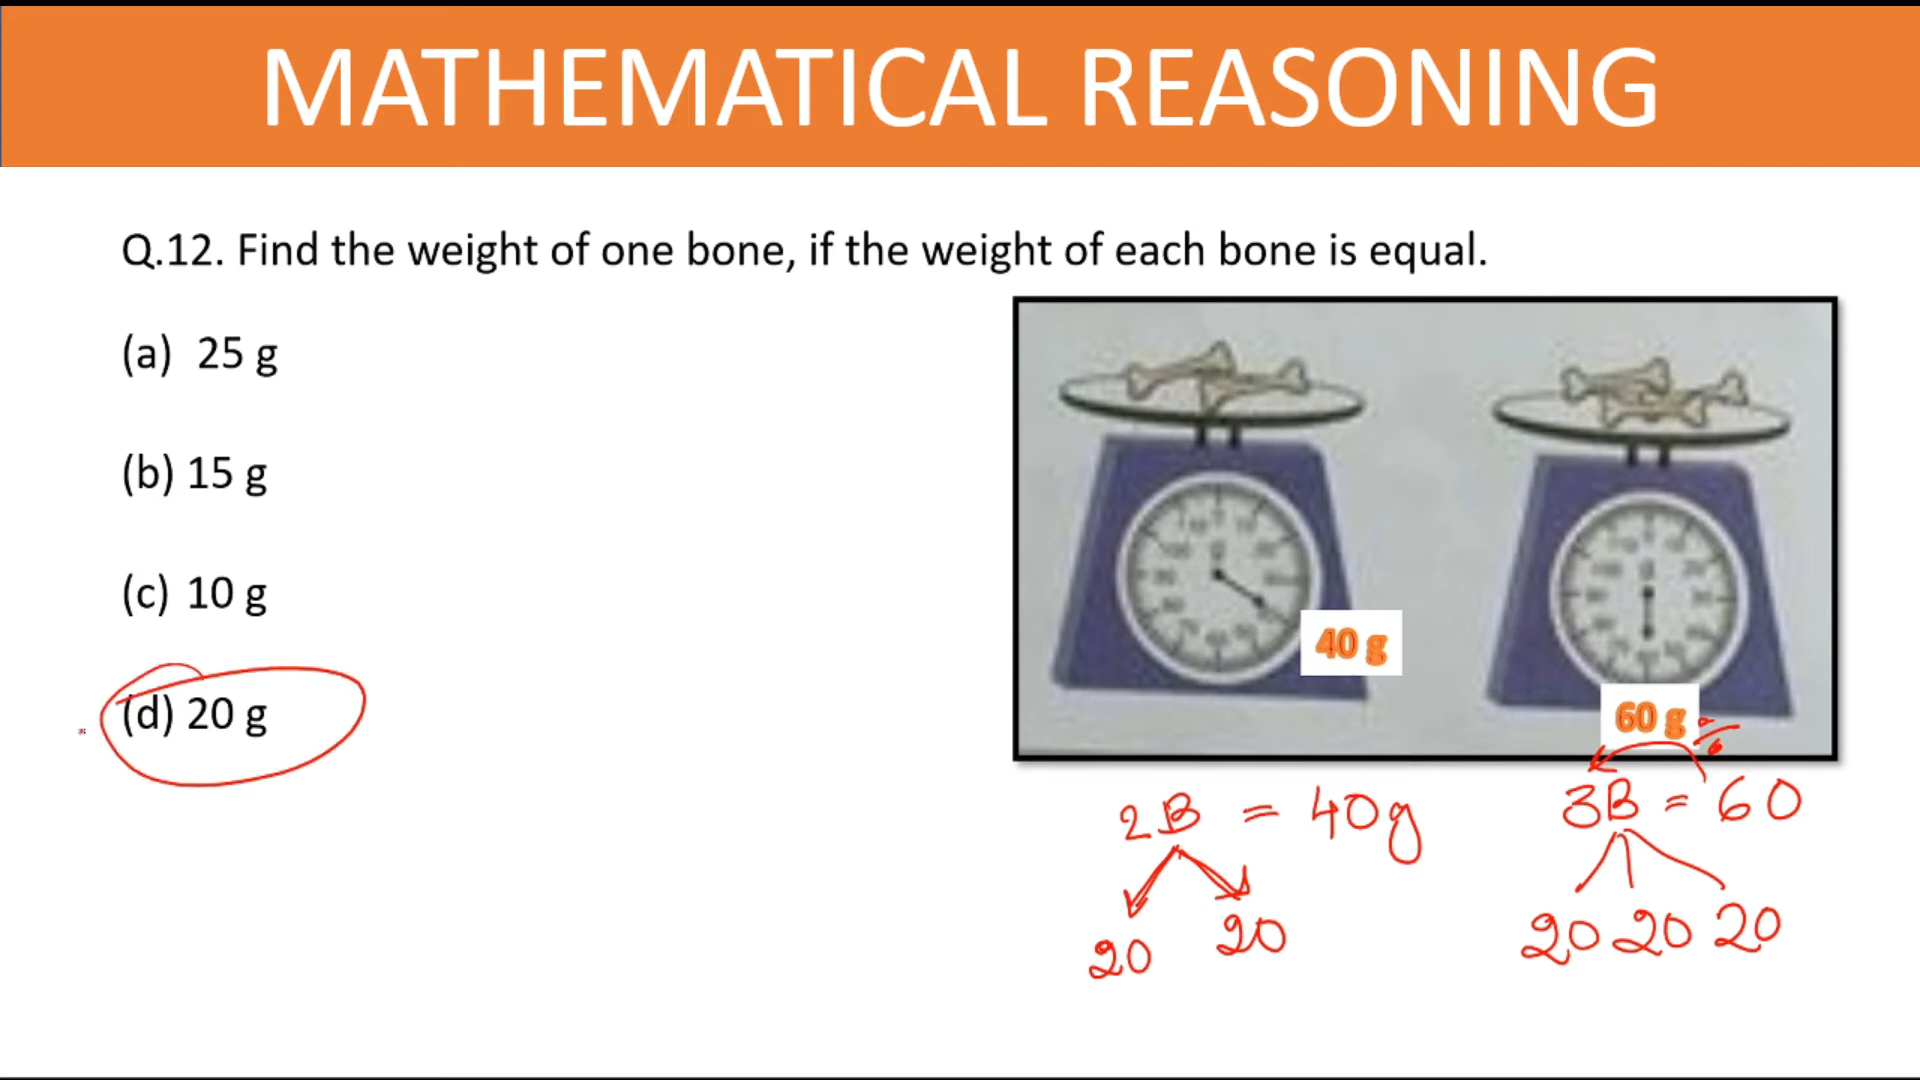 MATHEMATICAL REASONING
Q.12. Find the weight of one bone, if the weight of each bone is equal.
(a) 25 g
(b) 15 g
(c) 10 g
(d) 20 g
40 g
60 g
2B = 40g
20 20
3B = 60
20 20 20